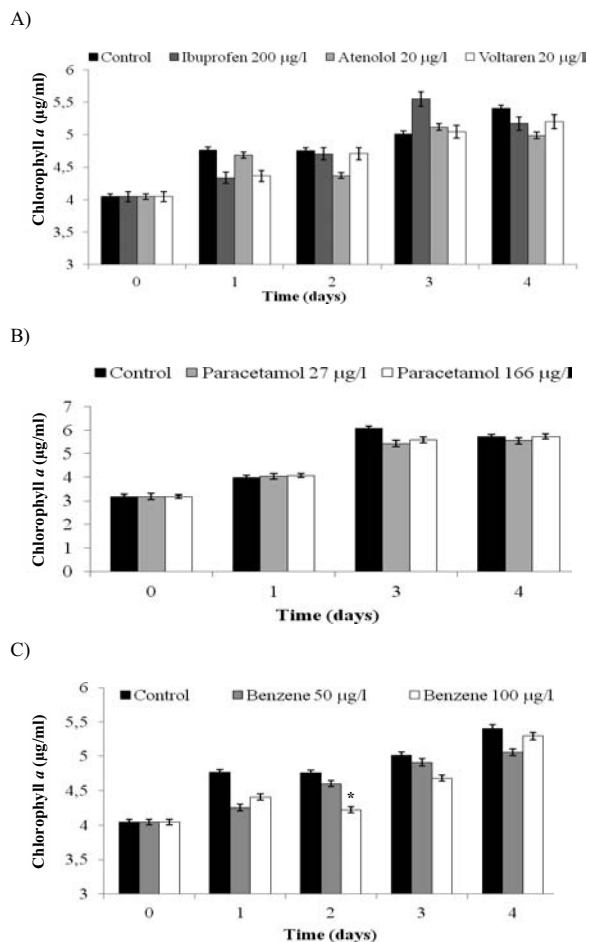 A)
Control Ibuprofen 200 µg/l Atenolol 20 µg/l Voltaren 20 µg/l
Chlorophyll a (µg/ml)
6
5,5
5
4,5
4
3,5
3
0 1 2 3 4
Time (days)
B)
Control Paracetamol 27 µg/l Paracetamol 166 µg/l
Chlorophyll a (µg/ml)
7
6
5
4
3
2
1
0
0 1 3 4
Time (days)
C)
Control Benzene 50 µg/l Benzene 100 µg/l
Chlorophyll a (µg/ml)
6
5,5
5
4,5
4
3,5
3
*
0 1 2 3 4
Time (days)